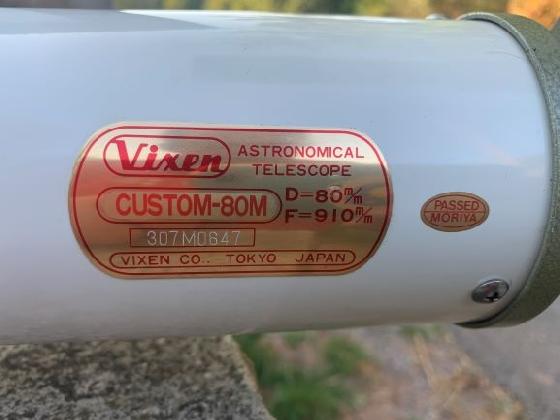 Vixen
ASTRONOMICAL
TELESCOPE
CUSTOM-80M
D=80m/m
F=910m/m
307M0647
VIXEN CO., TOKYO JAPAN
PASSED
MORIYA